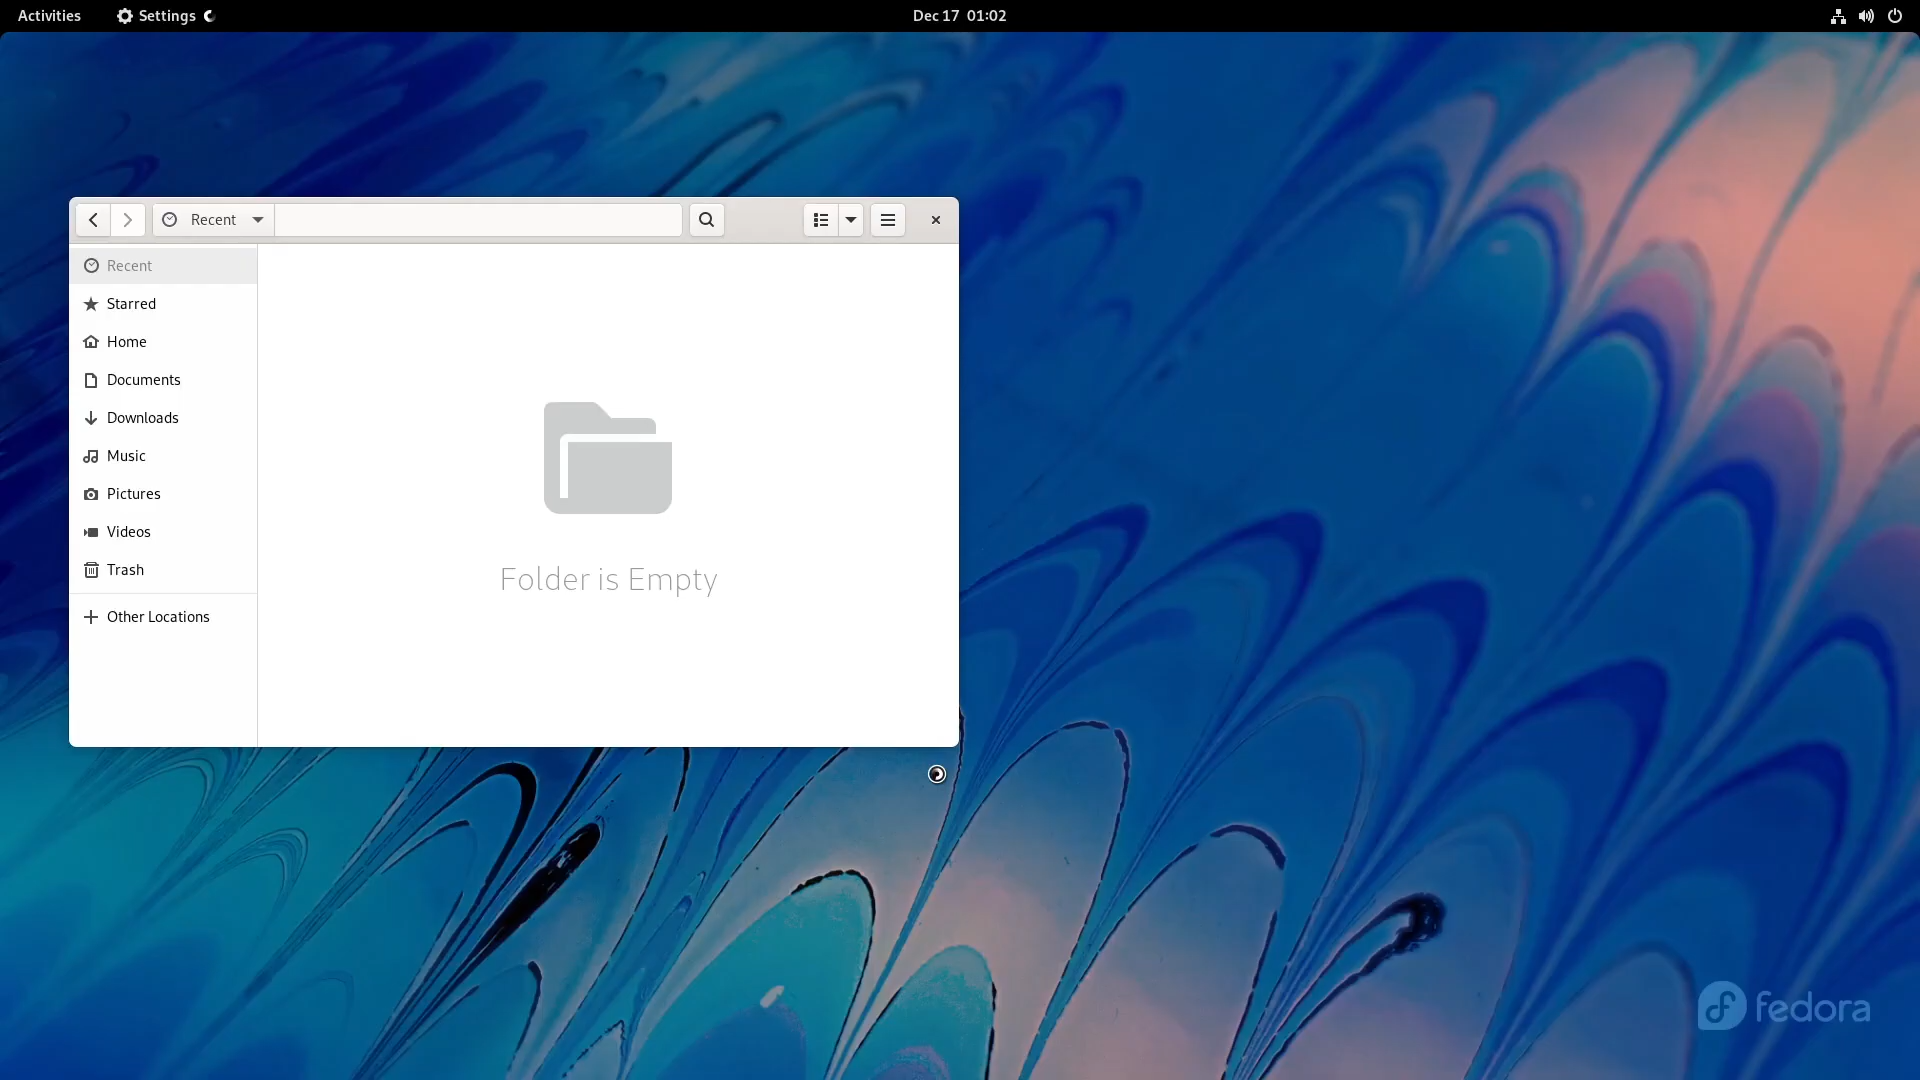 Activities Settings Dec 17 01:02
Recent
Recent
Starred
Home
Documents
Downloads
Music
Pictures
Videos
Trash
Other Locations
Folder is Empty
fedora